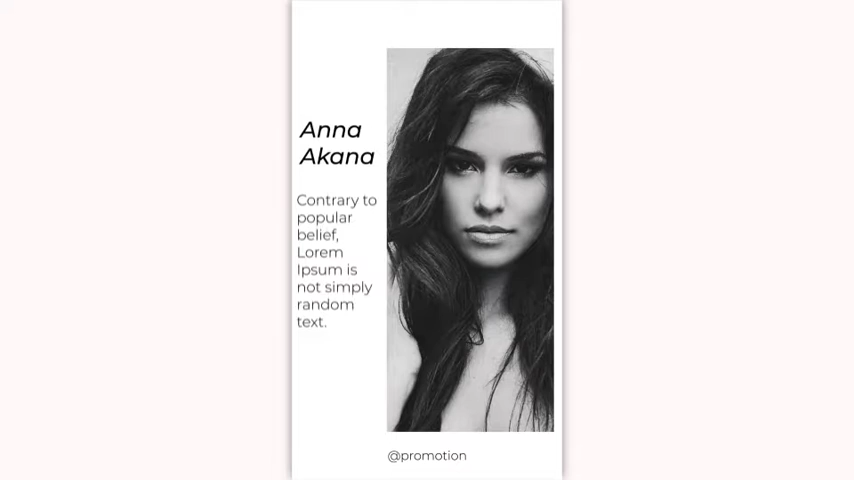 Anna
Akana
Contrary to
popular
belief,
Lorem
Ipsum is
not simply
random
text.
@promotion